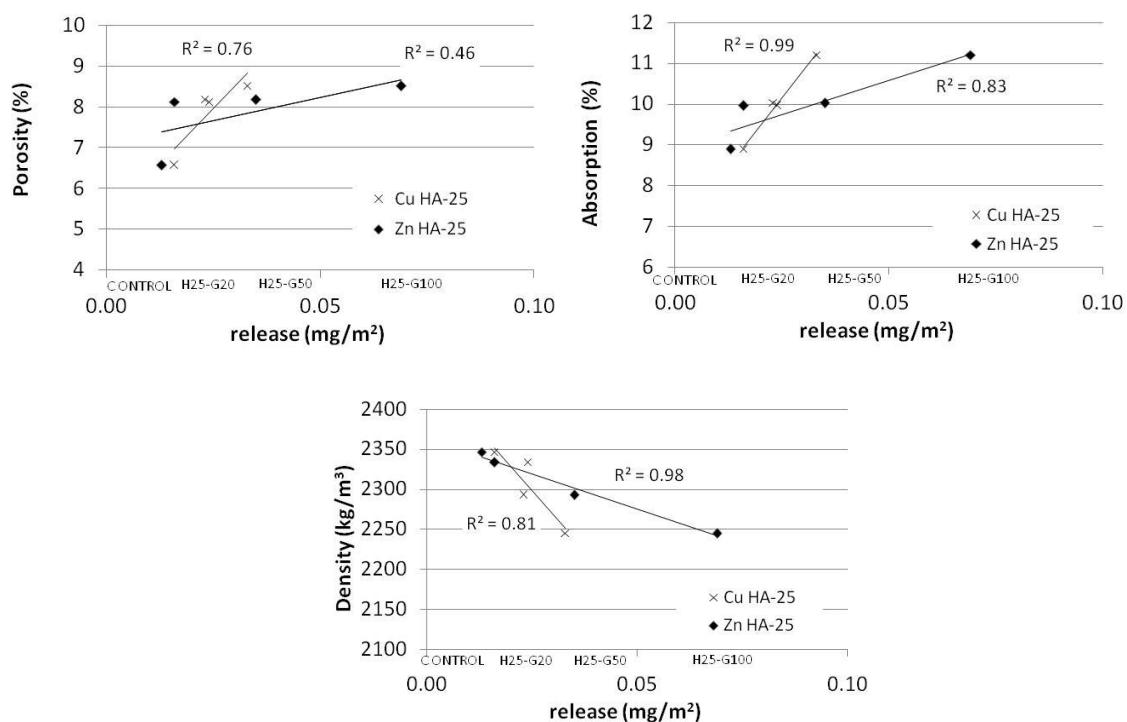 10
9
8
7
6
5
4
Porosity (%)
R² = 0.76
R² = 0.46
Cu HA-25
Zn HA-25
CONTROL H25-G20 H25-G50 H25-G100
0.00 0.05 0.10
release (mg/m²)
12
11
10
9
8
7
6
Absorption (%)
R² = 0.99
R² = 0.83
Cu HA-25
Zn HA-25
CONTROL H25-G20 H25-G50 H25-G100
0.00 0.05 0.10
release (mg/m²)
2400
2350
2300
2250
2200
2150
2100
Density (kg/m³)
R² = 0.98
R² = 0.81
Cu HA-25
Zn HA-25
CONTROL H25-G20 H25-G50 H25-G100
0.00 0.05 0.10
release (mg/m²)